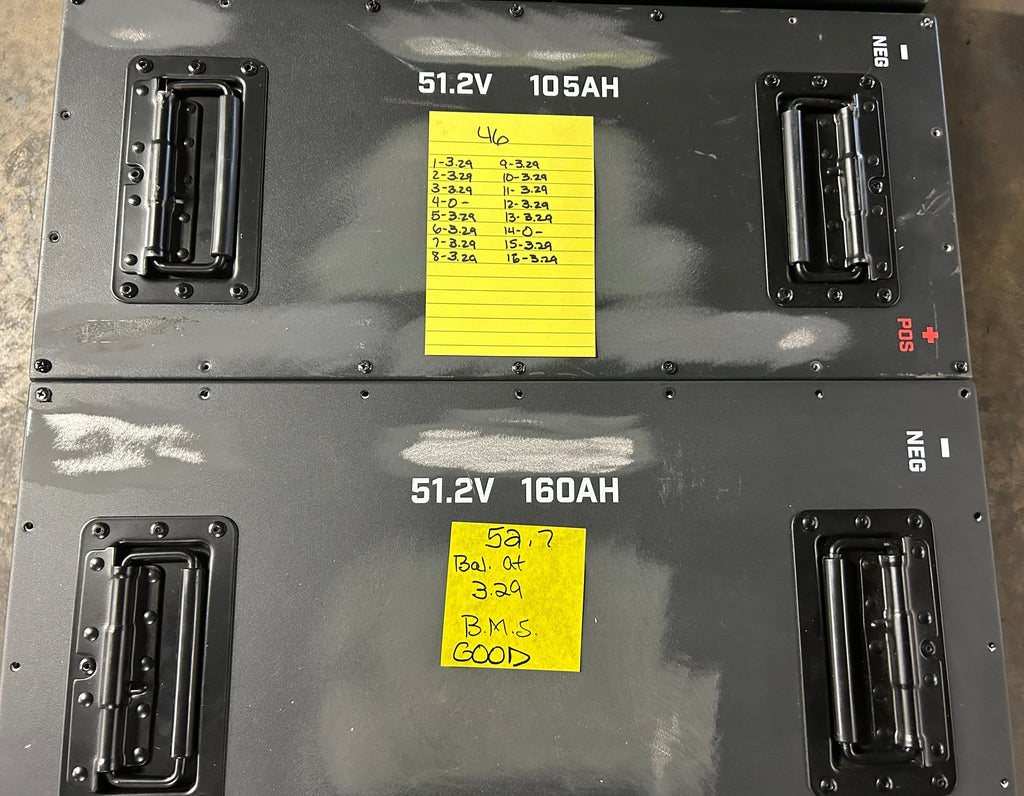 NEG -
51.2V 105AH
46
1-3.29 9-3.29
2-3.29 10-3.29
3-3.29 11-3.29
4-0- 12-3.29
5-3.29 13-3.29
6-3.29 14-0-
7-3.29 15-3.29
8-3.29 16-3.29
POS +
NEG -
51.2V 160AH
52.7
Bal. at
3.29
B.M.S.
GOOD